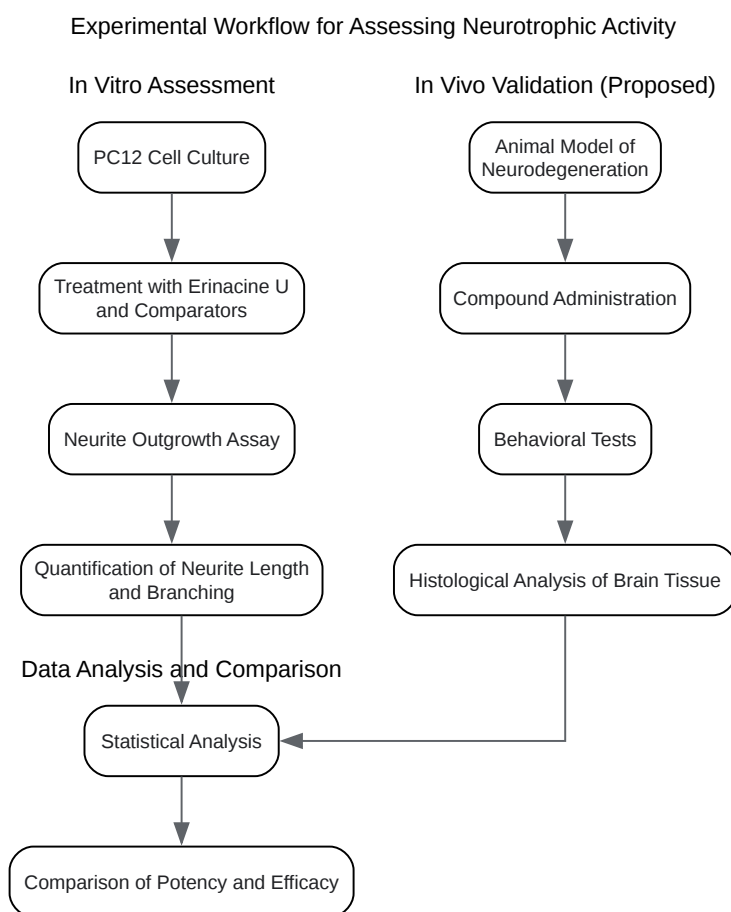 Experimental Workflow for Assessing Neurotrophic Activity
In Vitro Assessment
PC12 Cell Culture
Treatment with Erinacine U
and Comparators
Neurite Outgrowth Assay
Quantification of Neurite Length
and Branching
In Vivo Validation (Proposed)
Animal Model of
Neurodegeneration
Compound Administration
Behavioral Tests
Histological Analysis of Brain Tissue
Data Analysis and Comparison
Statistical Analysis
Comparison of Potency and Efficacy